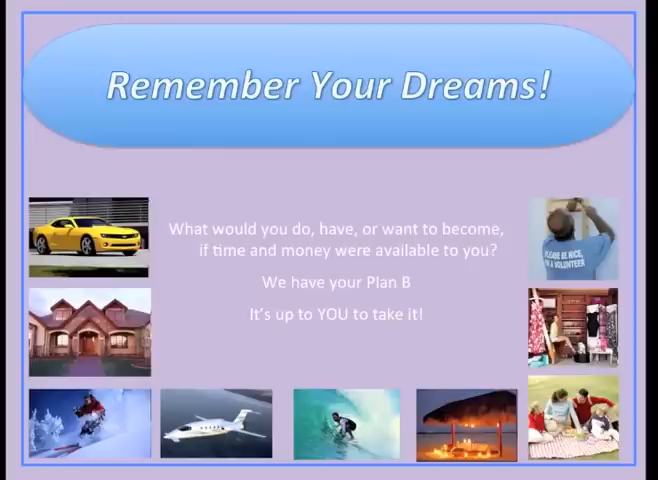 Remember Your Dreams!
What would you do, have, or want to become,
if time and money were available to you?
We have your Plan B
It's up to YOU to take it!
PLEASE BE NICE,
I'M A VOLUNTEER